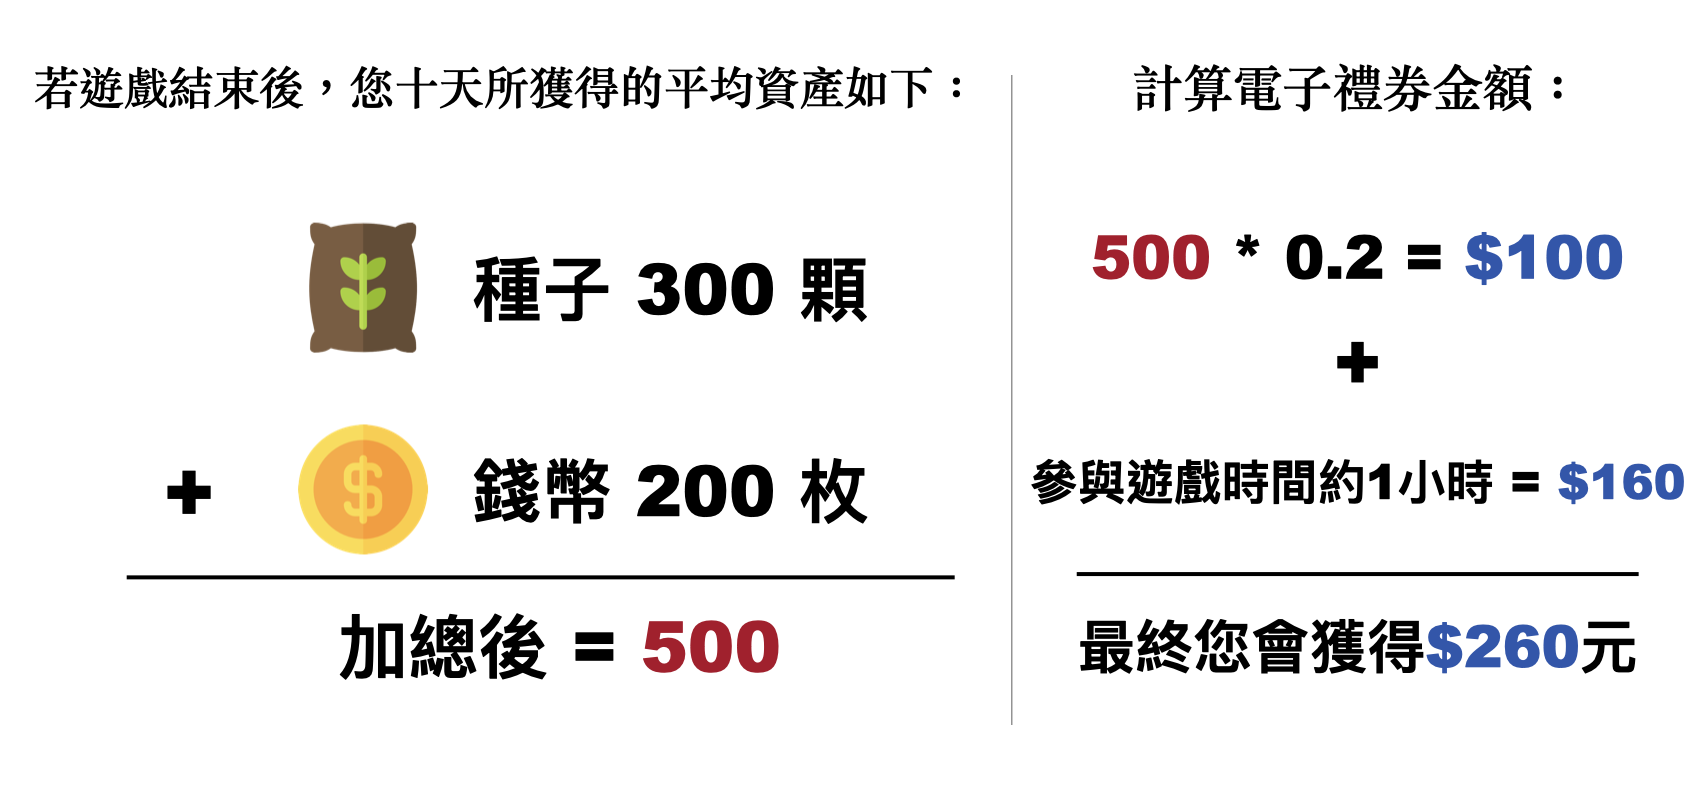 若遊戲結束後，您十天所獲得的平均資產如下：
種子 300 顆
+ $ 錢幣 200 枚
加總後 = 500
計算電子禮券金額：
500 * 0.2 = $100
+
參與遊戲時間約1小時 = $160
最終您會獲得$260元